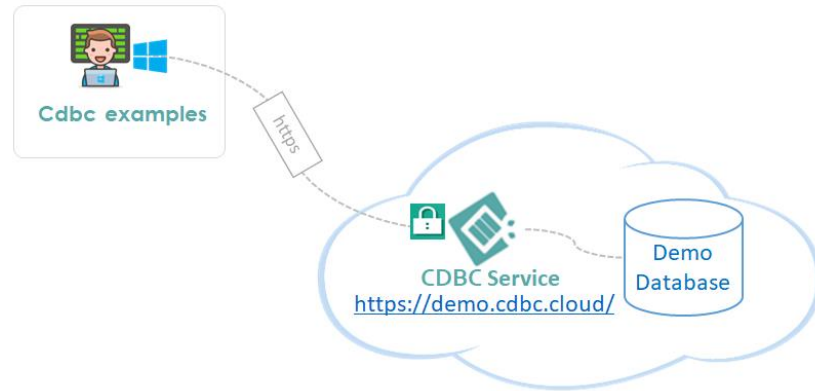 Cdbc examples
https
CDBC Service
https://demo.cdbc.cloud/
Demo
Database